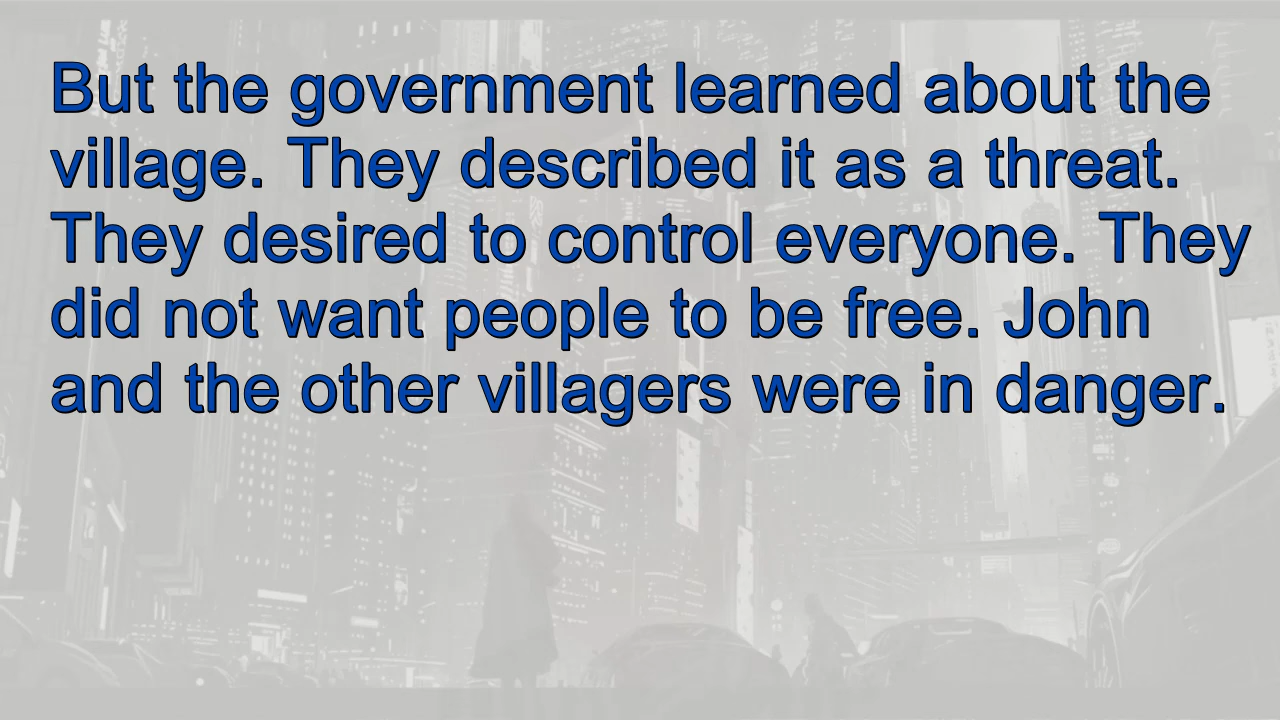 But the government learned about the
village. They described it as a threat.
They desired to control everyone. They
did not want people to be free. John
and the other villagers were in danger.